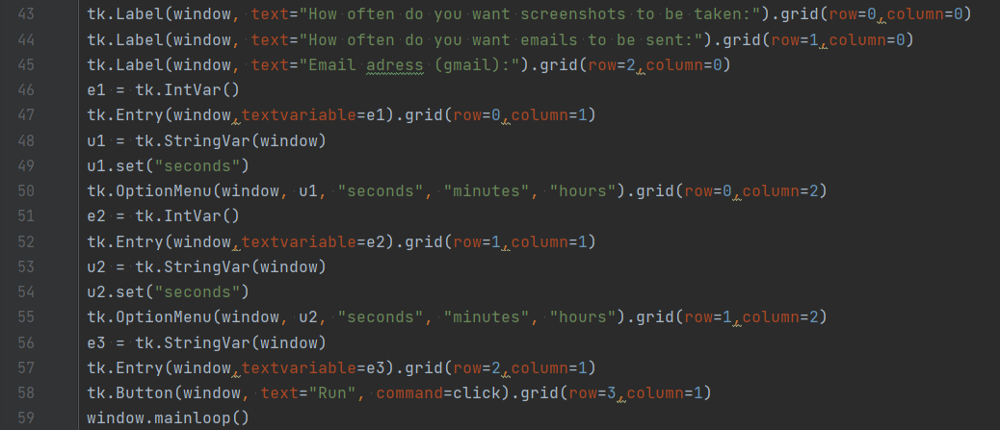 43 tk.Label(window, text="How often do you want screenshots to be taken:").grid(row=0,column=0)
44 tk.Label(window, text="How often do you want emails to be sent:").grid(row=1,column=0)
45 tk.Label(window, text="Email adress (gmail):").grid(row=2,column=0)
46 e1 = tk.IntVar()
47 tk.Entry(window,textvariable=e1).grid(row=0,column=1)
48 u1 = tk.StringVar(window)
49 u1.set("seconds")
50 tk.OptionMenu(window, u1, "seconds", "minutes", "hours").grid(row=0,column=2)
51 e2 = tk.IntVar()
52 tk.Entry(window,textvariable=e2).grid(row=1,column=1)
53 u2 = tk.StringVar(window)
54 u2.set("seconds")
55 tk.OptionMenu(window, u2, "seconds", "minutes", "hours").grid(row=1,column=2)
56 e3 = tk.StringVar(window)
57 tk.Entry(window,textvariable=e3).grid(row=2,column=1)
58 tk.Button(window, text="Run", command=click).grid(row=3,column=1)
59 window.mainloop()